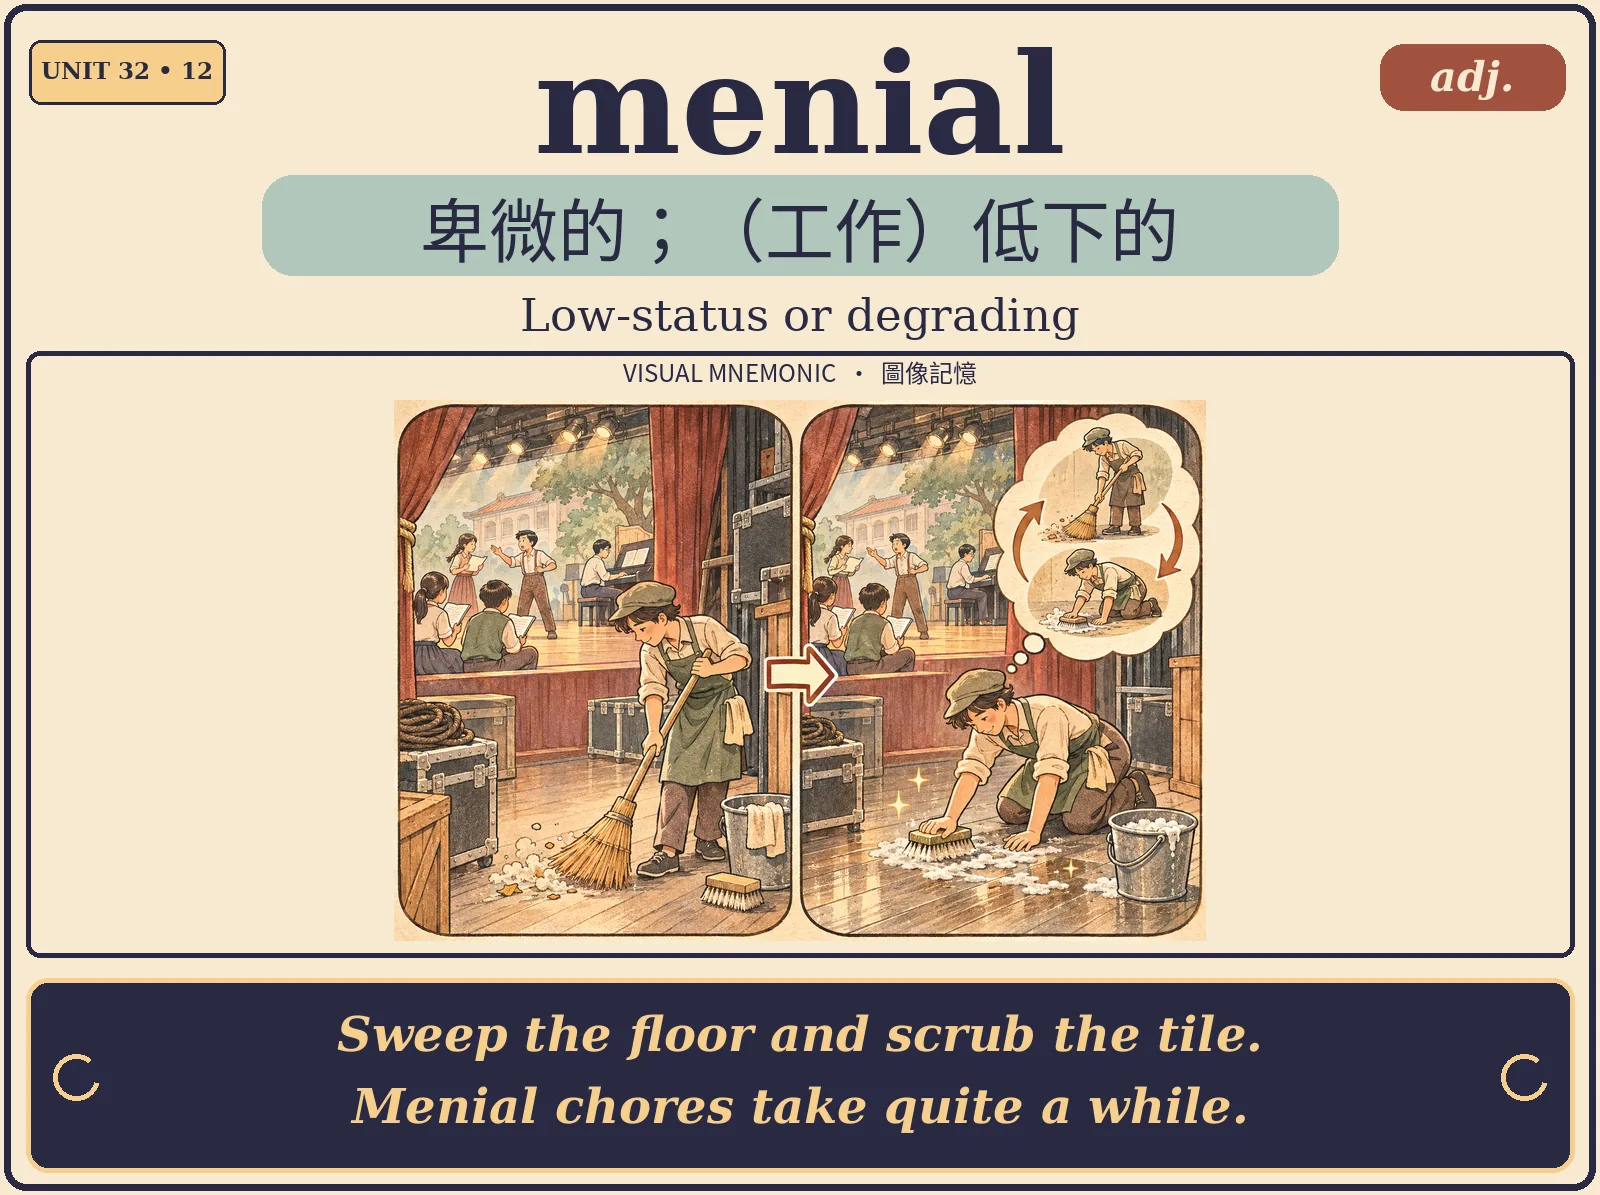 UNIT 32 • 12
menial
adj.
卑微的；（工作）低下的
Low-status or degrading
VISUAL MNEMONIC • 圖像記憶
Sweep the floor and scrub the tile.
Menial chores take quite a while.